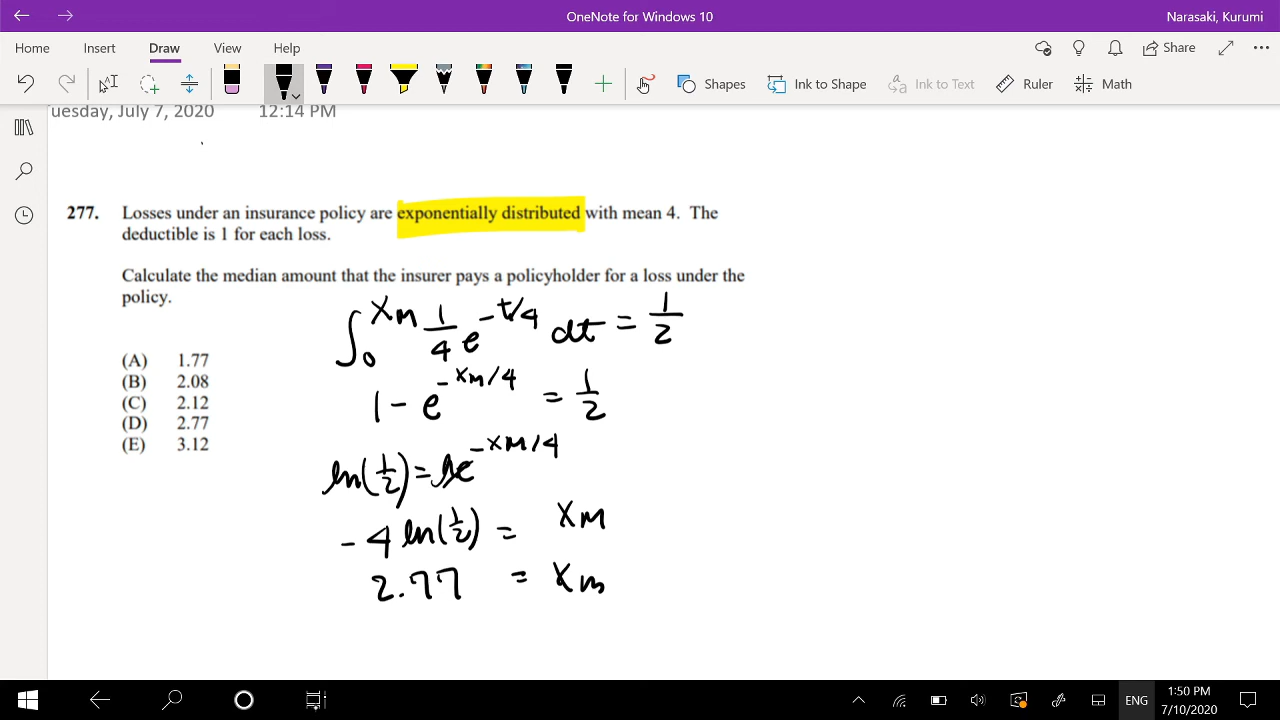 OneNote for Windows 10
Narasaki, Kurumi
Home Insert Draw View Help Share
Shapes Ink to Shape Ink to Text Ruler Math
uesday, July 7, 2020 12:14 PM
277. Losses under an insurance policy are exponentially distributed with mean 4. The
deductible is 1 for each loss.
Calculate the median amount that the insurer pays a policyholder for a loss under the
policy.
∫₀^Xm 1/4 e^(-t/4) dt = 1/2
(A) 1.77
(B) 2.08
(C) 2.12
(D) 2.77
(E) 3.12
1 - e^(-Xm/4) = 1/2
ln(1/2) = ln e^(-Xm/4)
-4 ln(1/2) = Xm
2.77 = Xm
ENG
1:50 PM
7/10/2020